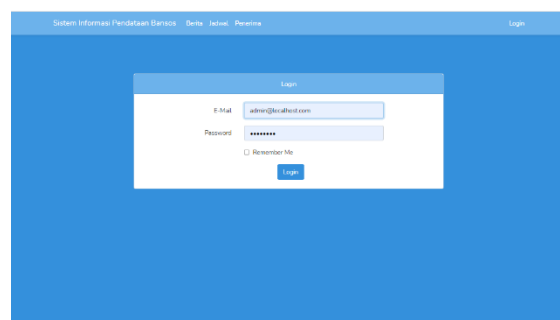 Sistem Informasi Pendataan Bansos Berita Jadwal Penerima Login
Login
E-Mail admin@localhost.com
Password ••••••••
Remember Me
Login